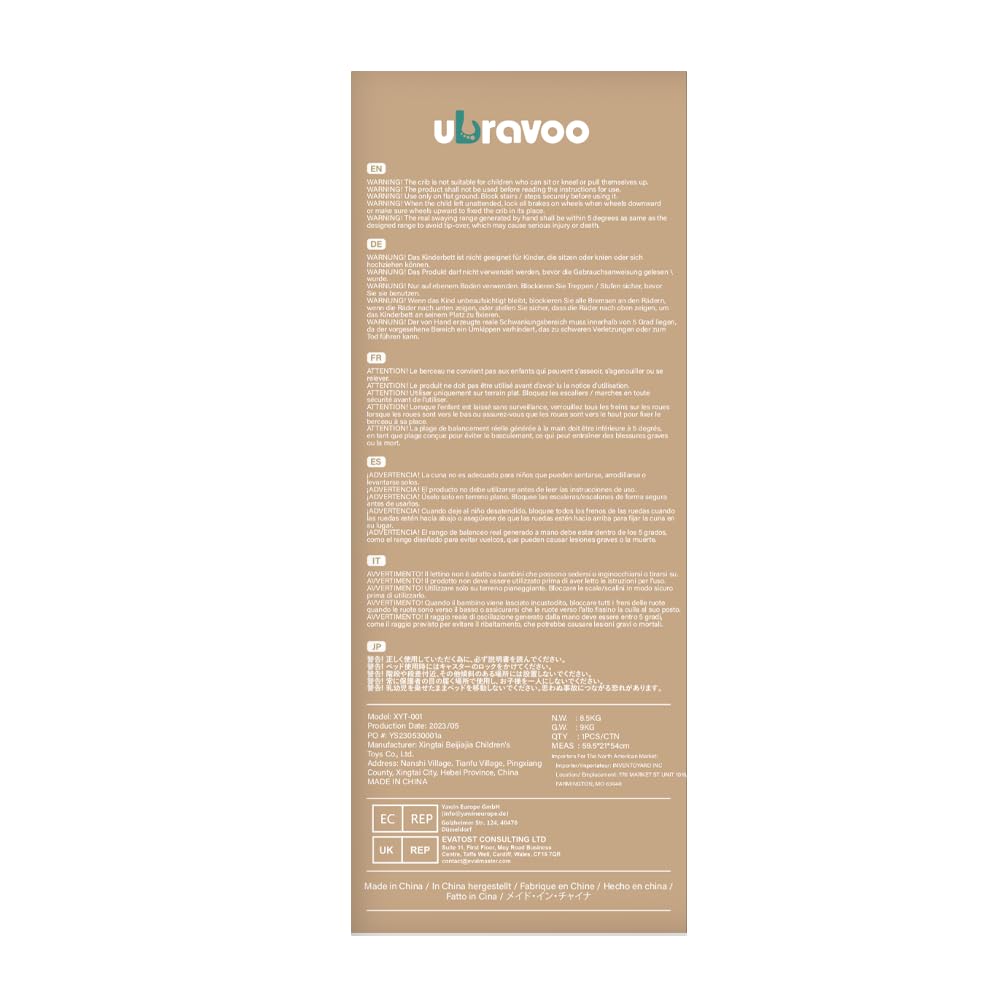 ubravoo
EN
WARNING! The crib is not suitable for children who can sit or kneel or pull themselves up.
WARNING! The product shall not be used before reading the instructions for use.
WARNING! Use only on flat ground. Block stairs / steps securely before using it.
WARNING! When the child left unattended, lock all brakes on wheels when wheels downward
or make sure wheels upward to fixed the crib in its place.
WARNING! The real swaying range generated by hand shall be within 5 degrees as same as the
designed range to avoid tip-over, which may cause serious injury or death.
DE
WARNUNG! Das Kinderbett ist nicht geeignet für Kinder, die sitzen oder knien oder sich
hochziehen können.
WARNUNG! Das Produkt darf nicht verwendet werden, bevor die Gebrauchsanweisung gelesen \
wurde.
WARNUNG! Nur auf ebenem Boden verwenden. Blockieren Sie Treppen / Stufen sicher, bevor
Sie sie benutzen.
WARNUNG! Wenn das Kind unbeaufsichtigt bleibt, blockieren Sie alle Bremsen an den Rädern,
wenn die Räder nach unten zeigen, oder stellen Sie sicher, dass die Räder nach oben zeigen, um
das Kinderbett an seinem Platz zu fixieren.
WARNUNG! Der von Hand erzeugte reale Schwankungsbereich muss innerhalb von 5 Grad liegen,
da der vorgesehene Bereich ein Umkippen verhindert, das zu schweren Verletzungen oder zum
Tod führen kann.
FR
ATTENTION! Le berceau ne convient pas aux enfants qui peuvent s'asseoir, s'agenouiller ou se
relever.
ATTENTION! Le produit ne doit pas être utilisé avant d'avoir lu la notice d'utilisation.
ATTENTION! Utiliser uniquement sur terrain plat. Bloquez les escaliers / marches en toute
sécurité avant de l'utiliser.
ATTENTION! Lorsque l'enfant est laissé sans surveillance, verrouillez tous les freins sur les roues
lorsque les roues sont vers le bas ou assurez-vous que les roues sont vers le haut pour fixer le
berceau à sa place.
ATTENTION! La plage de balancement réelle générée à la main doit être inférieure à 5 degrés,
en tant que plage conçue pour éviter le basculement, ce qui peut entraîner des blessures graves
ou la mort.
ES
¡ADVERTENCIA! La cuna no es adecuada para niños que puedan sentarse, arrodillarse o
levantarse solos.
¡ADVERTENCIA! El producto no debe utilizarse antes de leer las instrucciones de uso.
¡ADVERTENCIA! Úselo solo en terreno plano. Bloquee las escaleras/escalones de forma segura
antes de usarlos.
¡ADVERTENCIA! Cuando deje al niño desatendido, bloquee todos los frenos de las ruedas cuando
las ruedas estén hacia abajo o asegúrese de que las ruedas estén hacia arriba para fijar la cuna en
su lugar.
¡ADVERTENCIA! El rango de balanceo real generado a mano debe estar dentro de los 5 grados,
como el rango diseñado para evitar vuelcos, que pueden causar lesiones graves o la muerte.
IT
AVVERTIMENTO! Il lettino non è adatto a bambini che possono sedersi o inginocchiarsi o tirarsi su.
AVVERTIMENTO! Il prodotto non deve essere utilizzato prima di aver letto le istruzioni per l'uso.
AVVERTIMENTO! Utilizzare solo su terreno pianeggiante. Bloccare le scale/scalini in modo sicuro
prima di utilizzarlo.
AVVERTIMENTO! Quando il bambino viene lasciato incustodito, bloccare tutti i freni delle ruote
quando le ruote sono verso il basso o assicurarsi che le ruote verso l'alto fissino la culla al suo posto.
AVVERTIMENTO! Il raggio reale di oscillazione generato dalla mano deve essere entro 5 gradi,
come il raggio previsto per evitare il ribaltamento, che potrebbe causare lesioni gravi o mortali.
JP
警告! 正しく使用していただく為に、必ず説明書を読んでください。
警告! ベッド使用時にはキャスターのロックをかけてください。
警告! 階段や段差付近、その他傾斜のある場所には設置しないでください。
警告! 常に保護者の目の届く場所で使用し、お子様を一人にしないでください。
警告! 乳幼児を乗せたままベッドを移動しないでください。思わぬ事故につながる恐れがあります。
Model: XYT-001
Production Date: 2023/05
PO #: YS230530001a
Manufacturer: Xingtai Beijiajia Children's
Toys Co., Ltd.
Address: Nanshi Village, Tianfu Village, Pingxiang
County, Xingtai City, Hebei Province, China
MADE IN CHINA
N.W. : 8.5KG
G.W. : 9KG
QTY : 1PCS/CTN
MEAS : 59.5*21*54cm
Importers For The North American Market:
Importer/Importateur: INVENTOYARD INC
Location/ Emplacement: 778 MARKET ST UNIT 1018,
FARMINGTON, MO 63640
EC REP
Yamin Europe GmbH
(info@yamineurope.de)
Golzheimer Str. 124, 40476
Düsseldorf
UK REP
EVATOST CONSULTING LTD
Suite 11, First Floor, Moy Road Business
Centre, Taffs Well, Cardiff, Wales, CF15 7QR
contact@evatmaster.com
Made in China / In China hergestellt / Fabrique en Chine / Hecho en china /
Fatto in Cina / メイド・イン・チャイナ